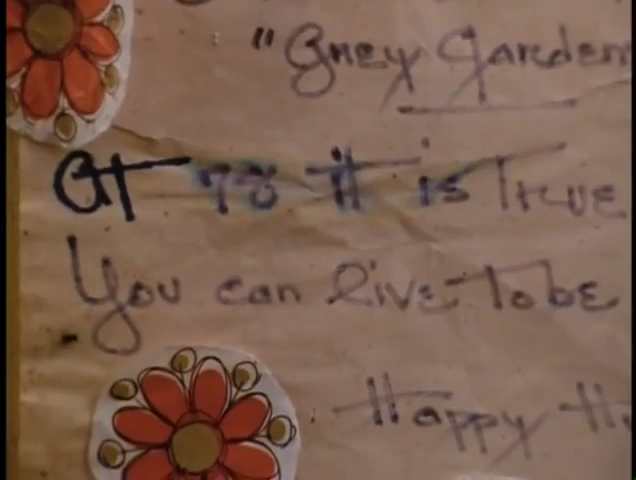 "Grey Garden
At 78 it is true
You can live to be
Happy